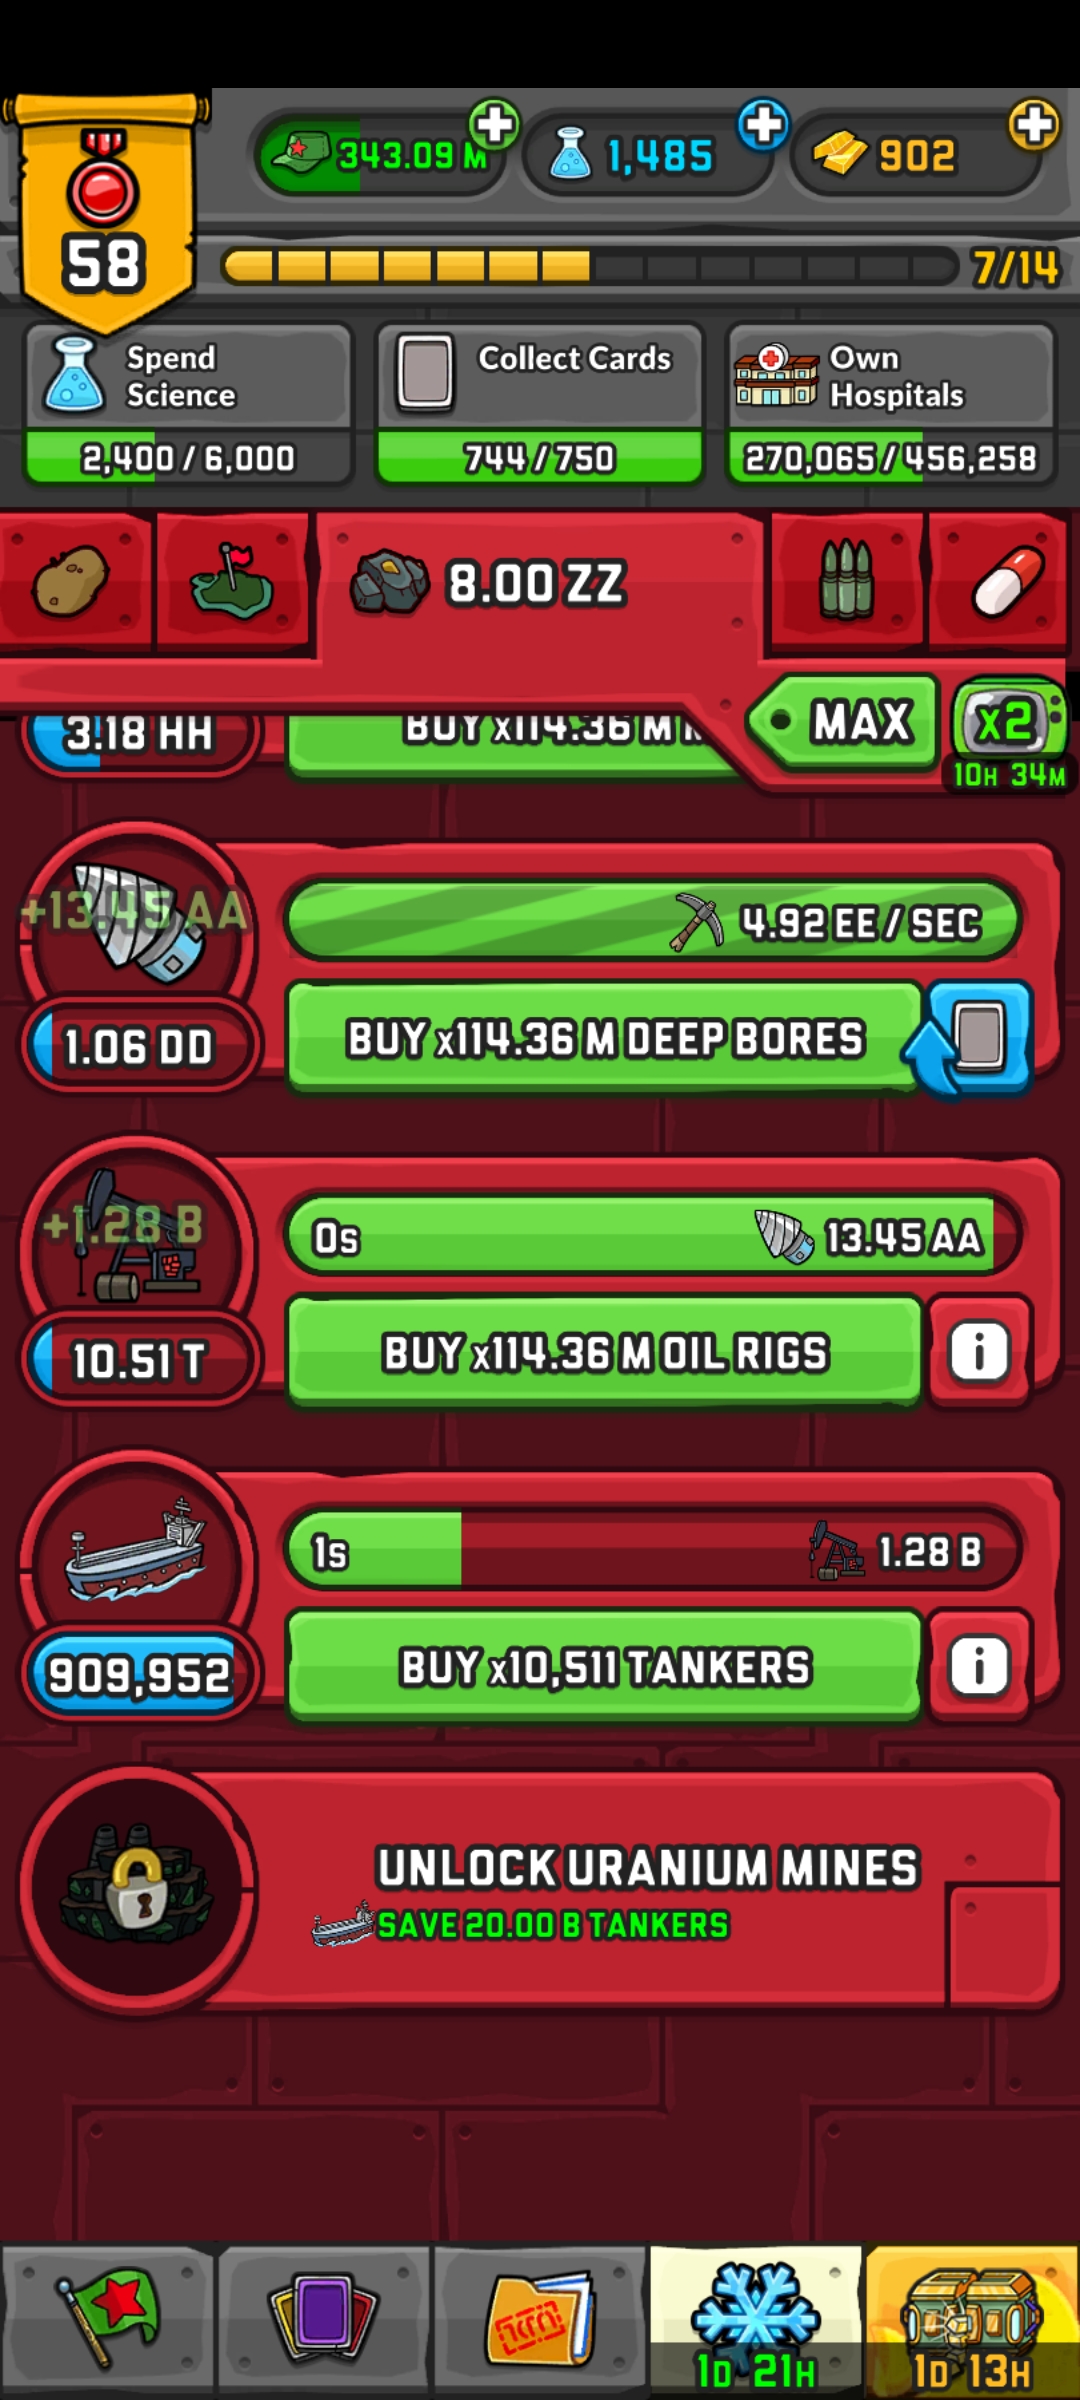 343.09 M
1,485
902
58
7/14
Spend
Science
2,400 / 6,000
Collect Cards
744 / 750
Own
Hospitals
270,065 / 456,258
8.00 ZZ
MAX
x2
10H 34M
3.18 HH
BUY x114.36 M
+13.45 AA
4.92 EE / SEC
1.06 DD
BUY x114.36 M DEEP BORES
+1.28 B
0s
13.45 AA
10.51 T
BUY x114.36 M OIL RIGS
1s
1.28 B
909,952
BUY x10,511 TANKERS
UNLOCK URANIUM MINES
SAVE 20.00 B TANKERS
1D 21H
1D 13H